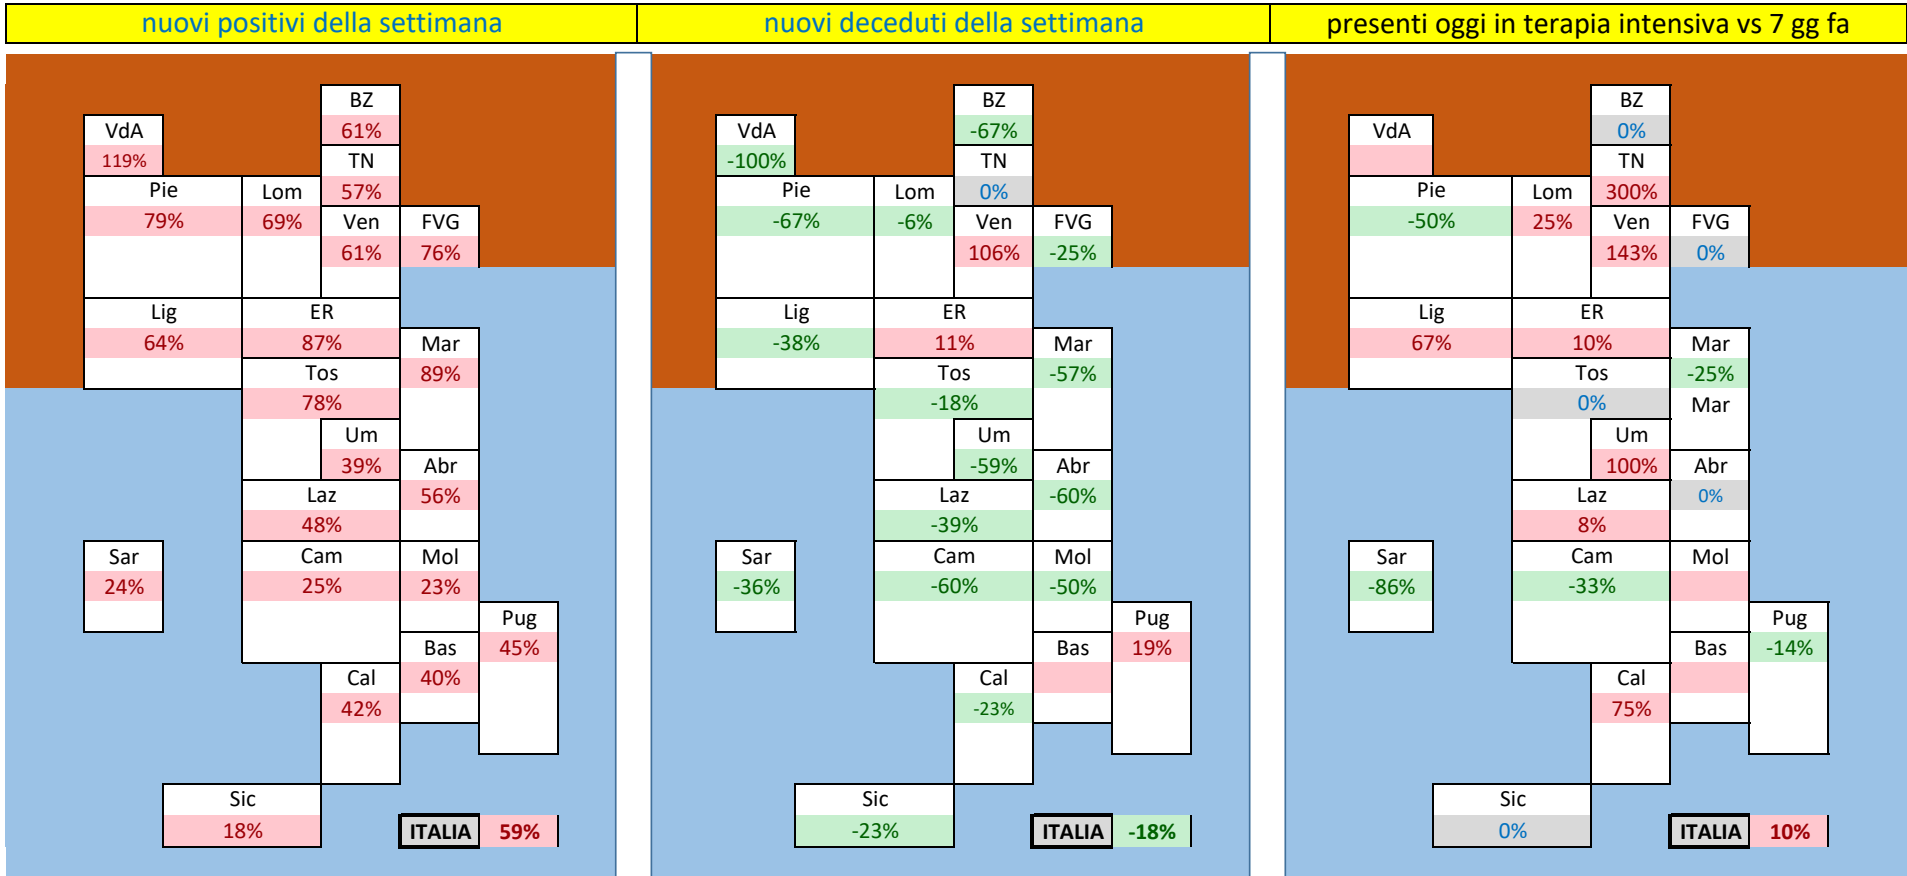 nuovi positivi della settimana
nuovi deceduti della settimana
presenti oggi in terapia intensiva vs 7 gg fa
BZ
VdA 61%
119% TN
Pie Lom 57%
79% 69% Ven FVG
61% 76%
Lig ER
64% 87% Mar
Tos 89%
78%
Um
39% Abr
Laz 56%
48%
Sar Cam Mol
24% 25% 23%
Pug
Bas 45%
Cal 40%
42%
Sic
18% ITALIA 59%
BZ
VdA -67%
-100% TN
Pie Lom 0%
-67% -6% Ven FVG
106% -25%
Lig ER
-38% 11% Mar
Tos -57%
-18%
Um
-59% Abr
Laz -60%
-39%
Sar Cam Mol
-36% -60% -50%
Pug
Bas 19%
Cal
-23%
Sic
-23% ITALIA -18%
BZ
VdA 0%
TN
Pie Lom 300%
-50% 25% Ven FVG
143% 0%
Lig ER
67% 10% Mar
Tos -25%
0% Mar
Um
100% Abr
Laz 0%
8%
Sar Cam Mol
-86% -33%
Pug
Bas -14%
Cal
75%
Sic
0% ITALIA 10%